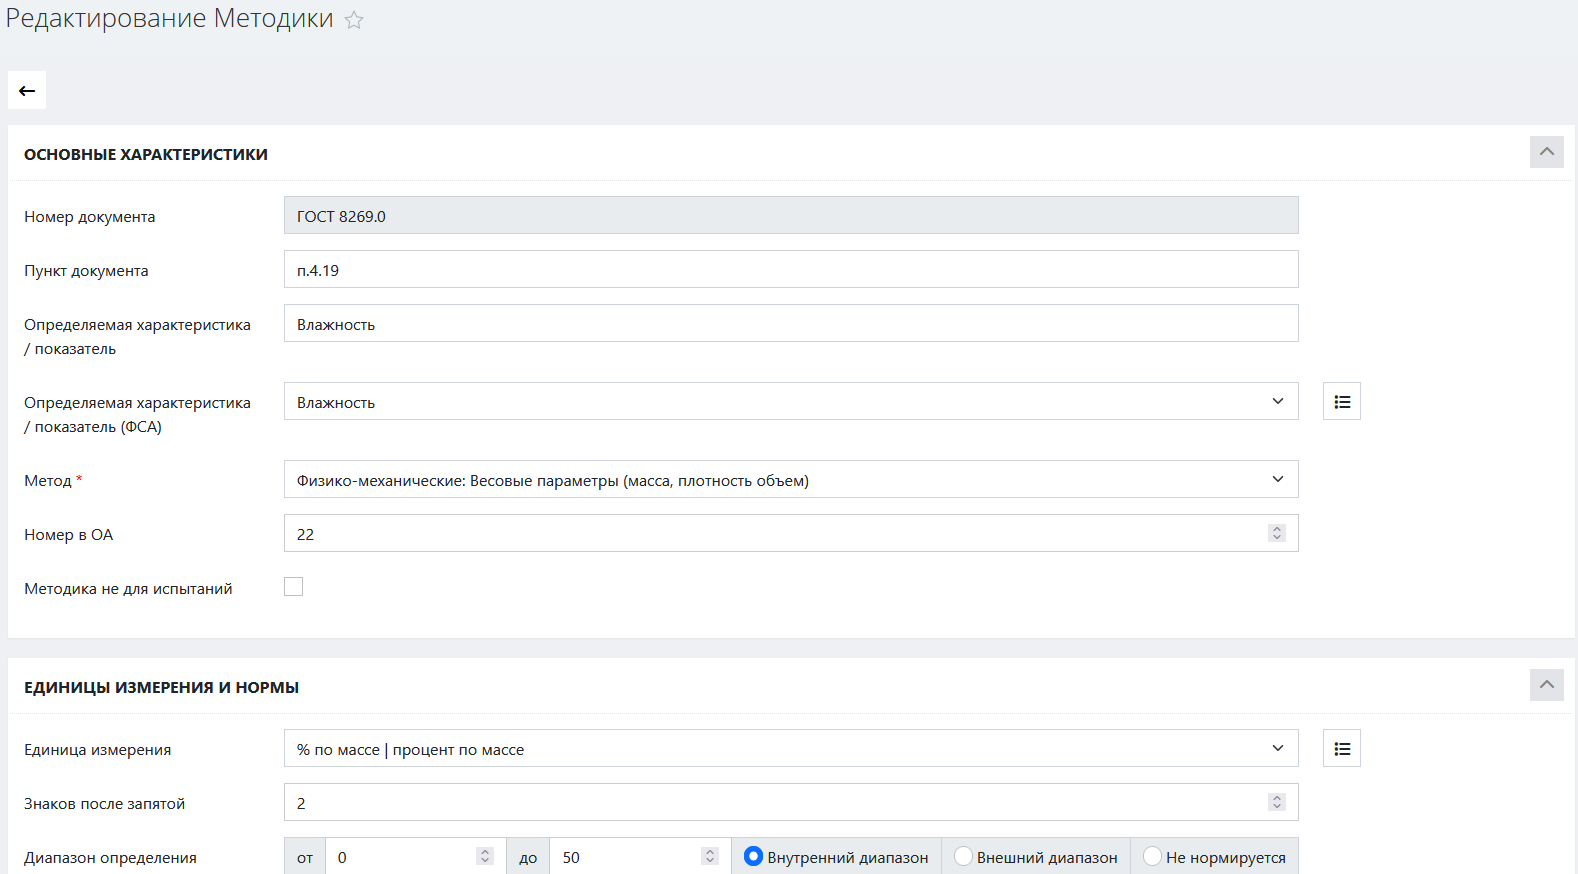 Редактирование Методики
ОСНОВНЫЕ ХАРАКТЕРИСТИКИ
Номер документа
ГОСТ 8269.0
Пункт документа
п.4.19
Определяемая характеристика
/ показатель
Влажность
Определяемая характеристика
/ показатель (ФСА)
Влажность
Метод *
Физико-механические: Весовые параметры (масса, плотность объем)
Номер в ОА
22
Методика не для испытаний
ЕДИНИЦЫ ИЗМЕРЕНИЯ И НОРМЫ
Единица измерения
% по массе | процент по массе
Знаков после запятой
2
Диапазон определения
от 0 до 50 Внутренний диапазон Внешний диапазон Не нормируется